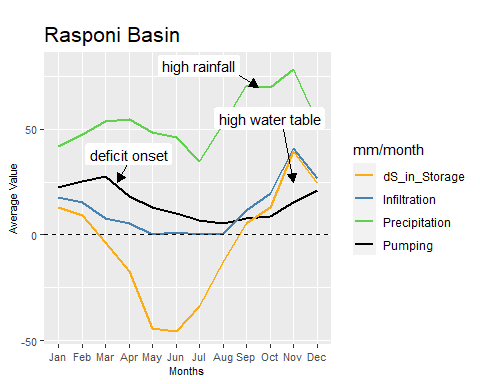 Rasponi Basin
high rainfall
high water table
deficit onset
50
0
-50
Average Value
Jan Feb Mar Apr May Jun Jul Aug Sep Oct Nov Dec
Months
mm/month
dS_in_Storage
Infiltration
Precipitation
Pumping